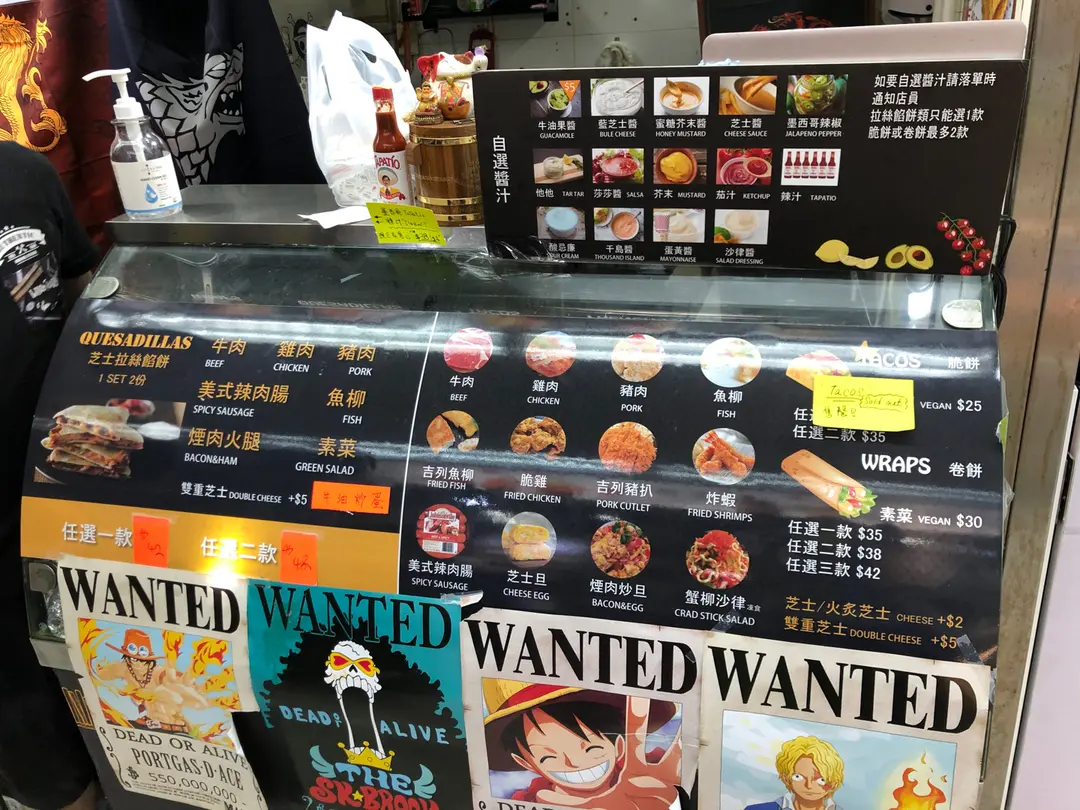 如要自選醬汁請落單時
通知店員
拉絲餡餅類只能選1款
脆餅或卷餅最多2款
自選醬汁
$5
牛油果醬
GUACAMOLE
藍芝士醬
BULE CHEESE
蜜糖芥末醬
HONEY MUSTARD
芝士醬
CHEESE SAUCE
墨西哥辣椒
JALAPENO PEPPER
他他 TAR TAR
莎莎醬 SALSA
芥末 MUSTARD
茄汁 KETCHUP
辣汁 TAPATIO
酸忌廉
千島醬
THOUSAND ISLAND
蛋黃醬
MAYONNAISE
沙律醬
SALAD DRESSING
TAPATIO
QUESADILLAS
芝士拉絲餡餅
1 SET 2份
牛肉
BEEF
雞肉
CHICKEN
豬肉
PORK
美式辣肉腸
SPICY SAUSAGE
魚柳
FISH
煙肉火腿
BACON&HAM
素菜
GREEN SALAD
雙重芝士 DOUBLE CHEESE +$5
任選一款
任選二款
牛肉
BEEF
雞肉
CHICKEN
豬肉
PORK
魚柳
FISH
吉列魚柳
FRIED FISH
脆雞
FRIED CHICKEN
吉列豬扒
PORK CUTLET
炸蝦
FRIED SHRIMPS
美式辣肉腸
SPICY SAUSAGE
芝士旦
CHEESE EGG
煙肉炒旦
BACON&EGG
蟹柳沙律 凍食
CRAD STICK SALAD
TACOS 脆餅
Tacos
Sold out
VEGAN $25
任選二款 $35
WRAPS 卷餅
素菜 VEGAN $30
任選一款 $35
任選二款 $38
任選三款 $42
芝士/火炙芝士 CHEESE +$2
雙重芝士 DOUBLE CHEESE +$5
WANTED
DEAD OR ALIVE
PORTGAS·D·ACE
550,000,000
WANTED
DEAD OR ALIVE
THE
WANTED
WANTED